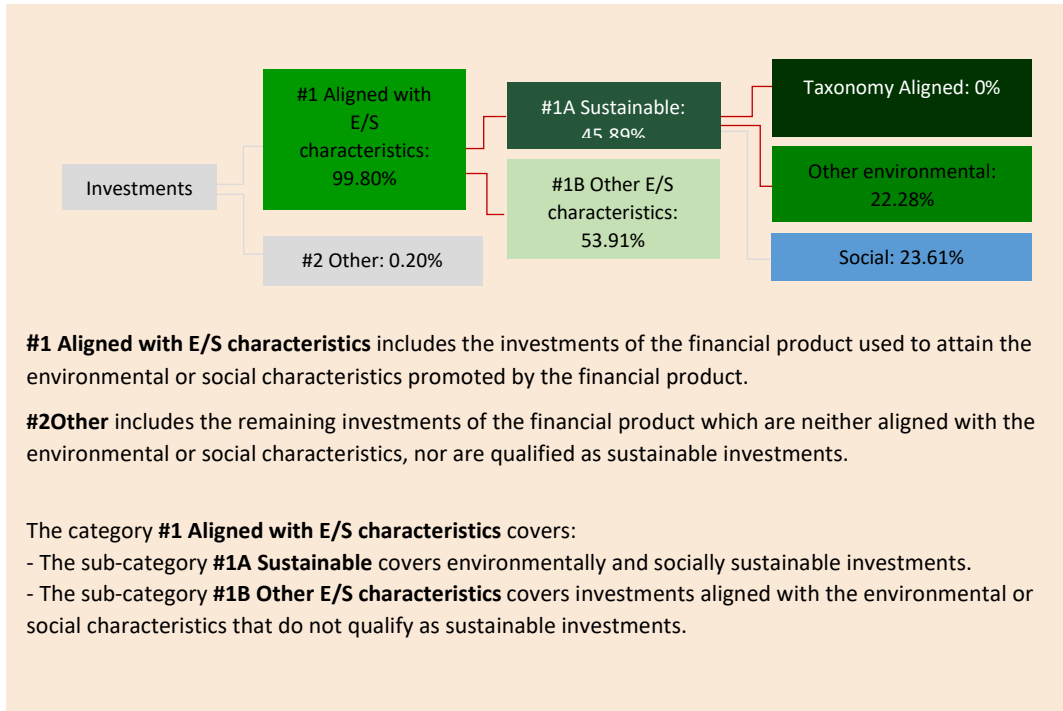 Investments
#1 Aligned with
E/S
characteristics:
99.80%
#2 Other: 0.20%
#1A Sustainable:
45.89%
#1B Other E/S
characteristics:
53.91%
Taxonomy Aligned: 0%
Other environmental:
22.28%
Social: 23.61%
#1 Aligned with E/S characteristics includes the investments of the financial product used to attain the
environmental or social characteristics promoted by the financial product.
#2Other includes the remaining investments of the financial product which are neither aligned with the
environmental or social characteristics, nor are qualified as sustainable investments.
The category #1 Aligned with E/S characteristics covers:
- The sub-category #1A Sustainable covers environmentally and socially sustainable investments.
- The sub-category #1B Other E/S characteristics covers investments aligned with the environmental or
social characteristics that do not qualify as sustainable investments.